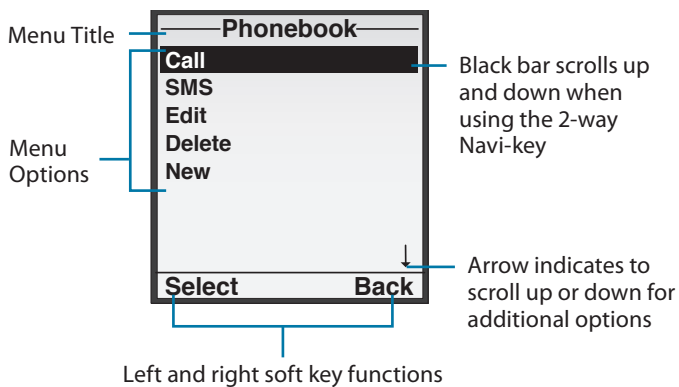 Menu Title
Phonebook
Call
SMS
Edit
Delete
New
Menu
Options
Black bar scrolls up
and down when
using the 2-way
Navi-key
Select
Back
Arrow indicates to
scroll up or down for
additional options
Left and right soft key functions